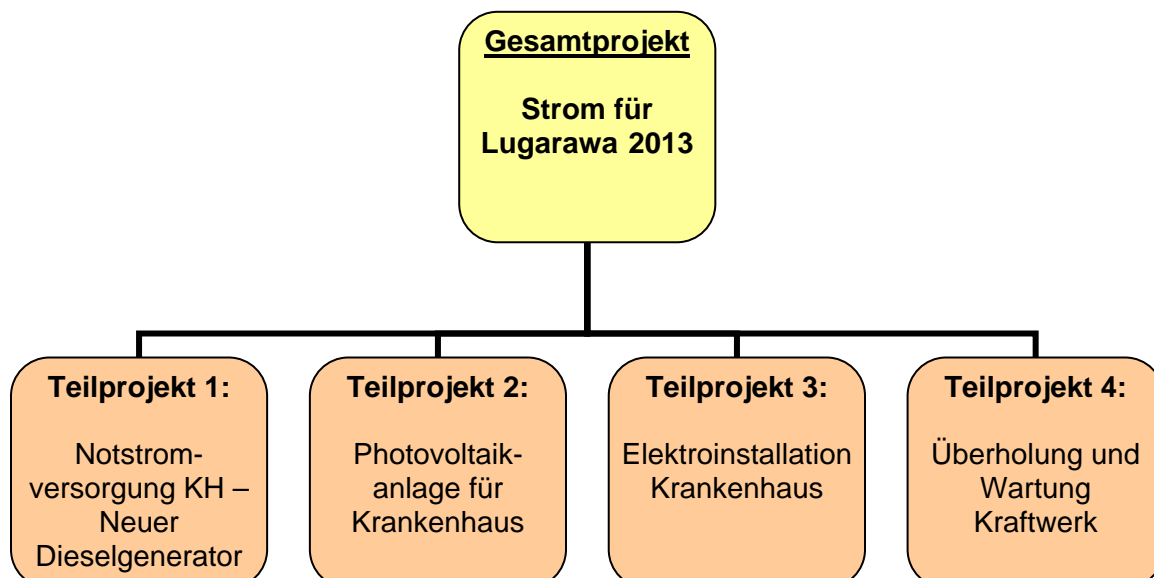 Gesamtprojekt
Strom für
Lugarawa 2013
Teilprojekt 1:
Notstrom-
versorgung KH –
Neuer
Dieselgenerator
Teilprojekt 2:
Photovoltaik-
anlage für
Krankenhaus
Teilprojekt 3:
Elektroinstallation
Krankenhaus
Teilprojekt 4:
Überholung und
Wartung
Kraftwerk